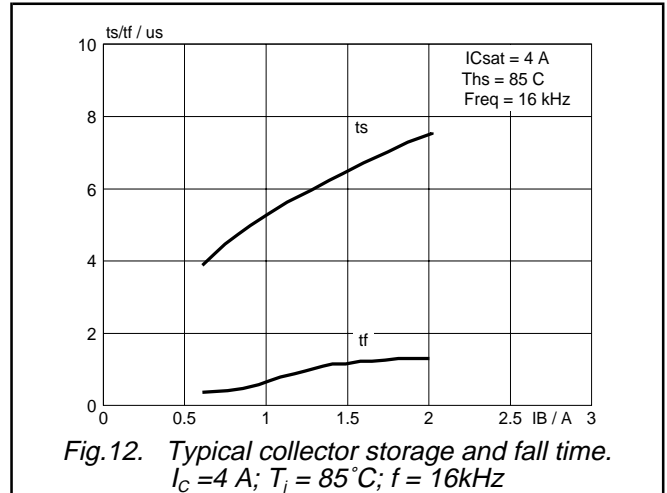 ts/tf / us
10
ICsat = 4 A
Ths = 85 C
Freq = 16 kHz
8
ts
6
4
2
tf
0
0 0.5 1 1.5 2 2.5 IB / A 3
Fig.12. Typical collector storage and fall time.
IC =4 A; Tj = 85˚C; f = 16kHz